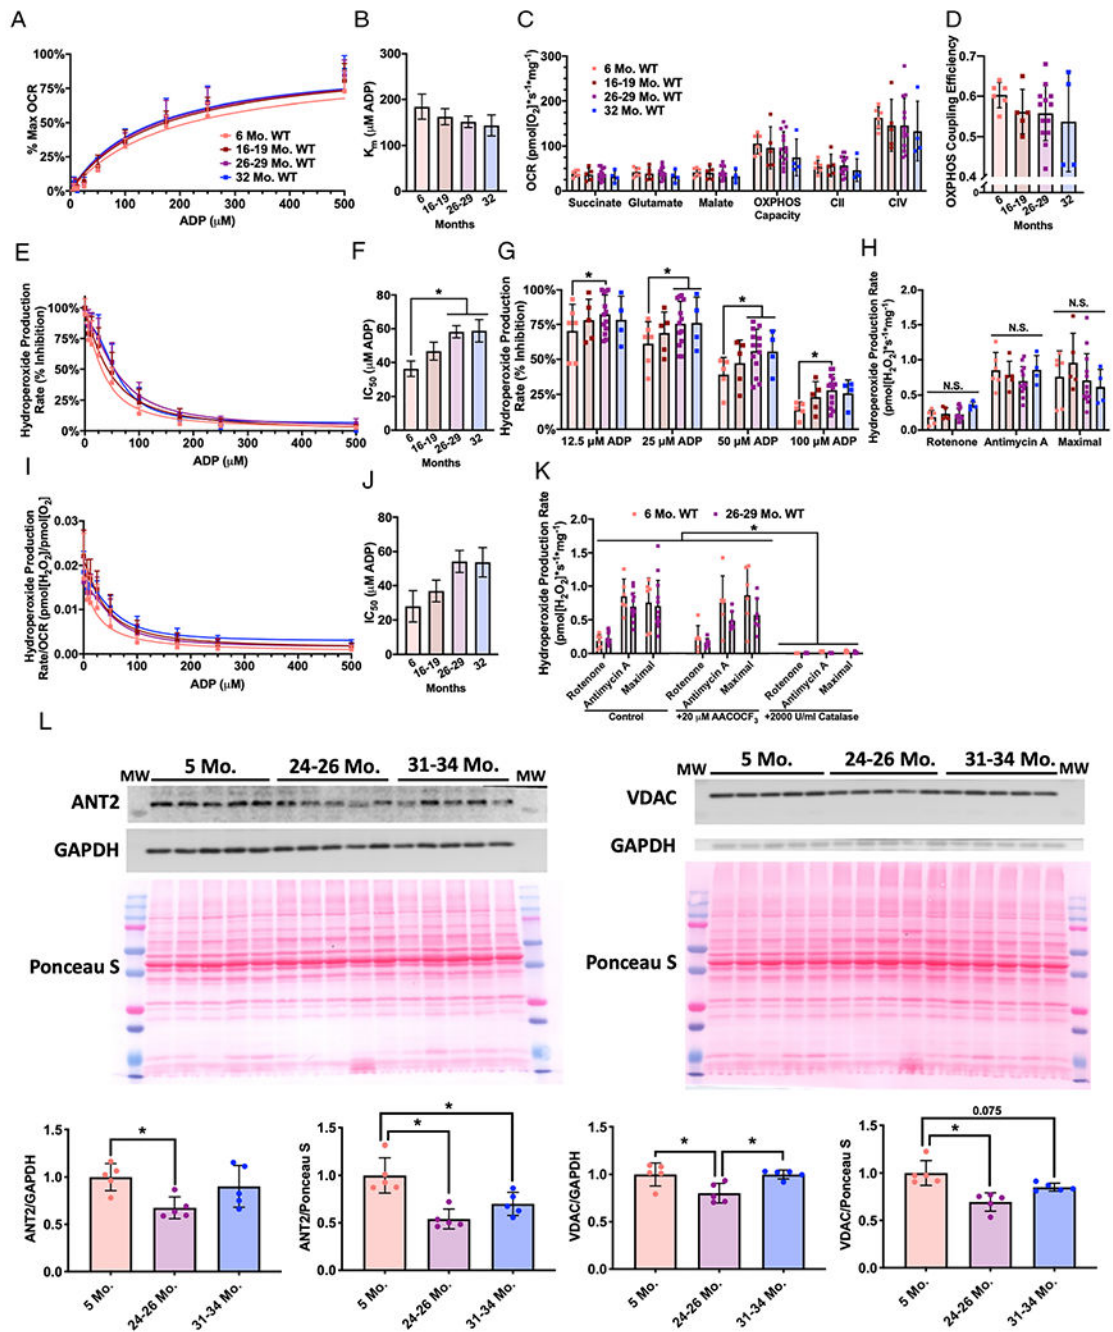 A
B
C
D
100%
75%
50%
25%
0%
% Max OCR
0
100
200
300
400
500
ADP (μM)
6 Mo. WT
16-19 Mo. WT
26-29 Mo. WT
32 Mo. WT
300
200
100
0
Km (μM ADP)
6
16-19
26-29
32
Months
300
200
100
0
OCR (pmol[O2]*s-1*mg-1)
6 Mo. WT
16-19 Mo. WT
26-29 Mo. WT
32 Mo. WT
Succinate
Glutamate
Malate
OXPHOS
Capacity
CII
CIV
0.7
0.6
0.5
0.4
0
OXPHOS Coupling Efficiency
6
16-19
26-29
32
Months
E
F
G
H
100%
75%
50%
25%
0%
Hydroperoxide Production
Rate (% Inhibition)
0
100
200
300
400
500
ADP (μM)
100
80
60
40
20
0
IC50 (μM ADP)
*
6
16-19
26-29
32
Months
100%
75%
50%
25%
0%
Hydroperoxide Production
Rate (% Inhibition)
*
*
*
*
12.5 μM ADP
25 μM ADP
50 μM ADP
100 μM ADP
2.0
1.5
1.0
0.5
0.0
Hydroperoxide Production Rate
(pmol[H2O2]*s-1*mg-1)
N.S.
N.S.
N.S.
Rotenone
Antimycin A
Maximal
I
J
K
0.03
0.02
0.01
0.00
Hydroperoxide Production
Rate/OCR (pmol[H2O2]/pmol[O2]
0
100
200
300
400
500
ADP (μM)
100
80
60
40
20
0
IC50 (μM ADP)
6
16-19
26-29
32
Months
2.0
1.5
1.0
0.5
0.0
Hydroperoxide Production Rate
(pmol[H2O2]*s-1*mg-1)
6 Mo. WT
26-29 Mo. WT
*
Rotenone
Antimycin A
Maximal
Rotenone
Antimycin A
Maximal
Rotenone
Antimycin A
Maximal
Control
+20 μM AACOCF3
+2000 U/ml Catalase
L
MW
5 Mo.
24-26 Mo.
31-34 Mo.
MW
ANT2
GAPDH
Ponceau S
MW
5 Mo.
24-26 Mo.
31-34 Mo.
MW
VDAC
GAPDH
Ponceau S
1.5
1.0
0.5
0.0
ANT2/GAPDH
*
5 Mo.
24-26 Mo.
31-34 Mo.
1.5
1.0
0.5
0.0
ANT2/Ponceau S
*
*
5 Mo.
24-26 Mo.
31-34 Mo.
1.5
1.0
0.5
0.0
VDAC/GAPDH
*
*
5 Mo.
24-26 Mo.
31-34 Mo.
1.5
1.0
0.5
0.0
VDAC/Ponceau S
0.075
*
5 Mo.
24-26 Mo.
31-34 Mo.